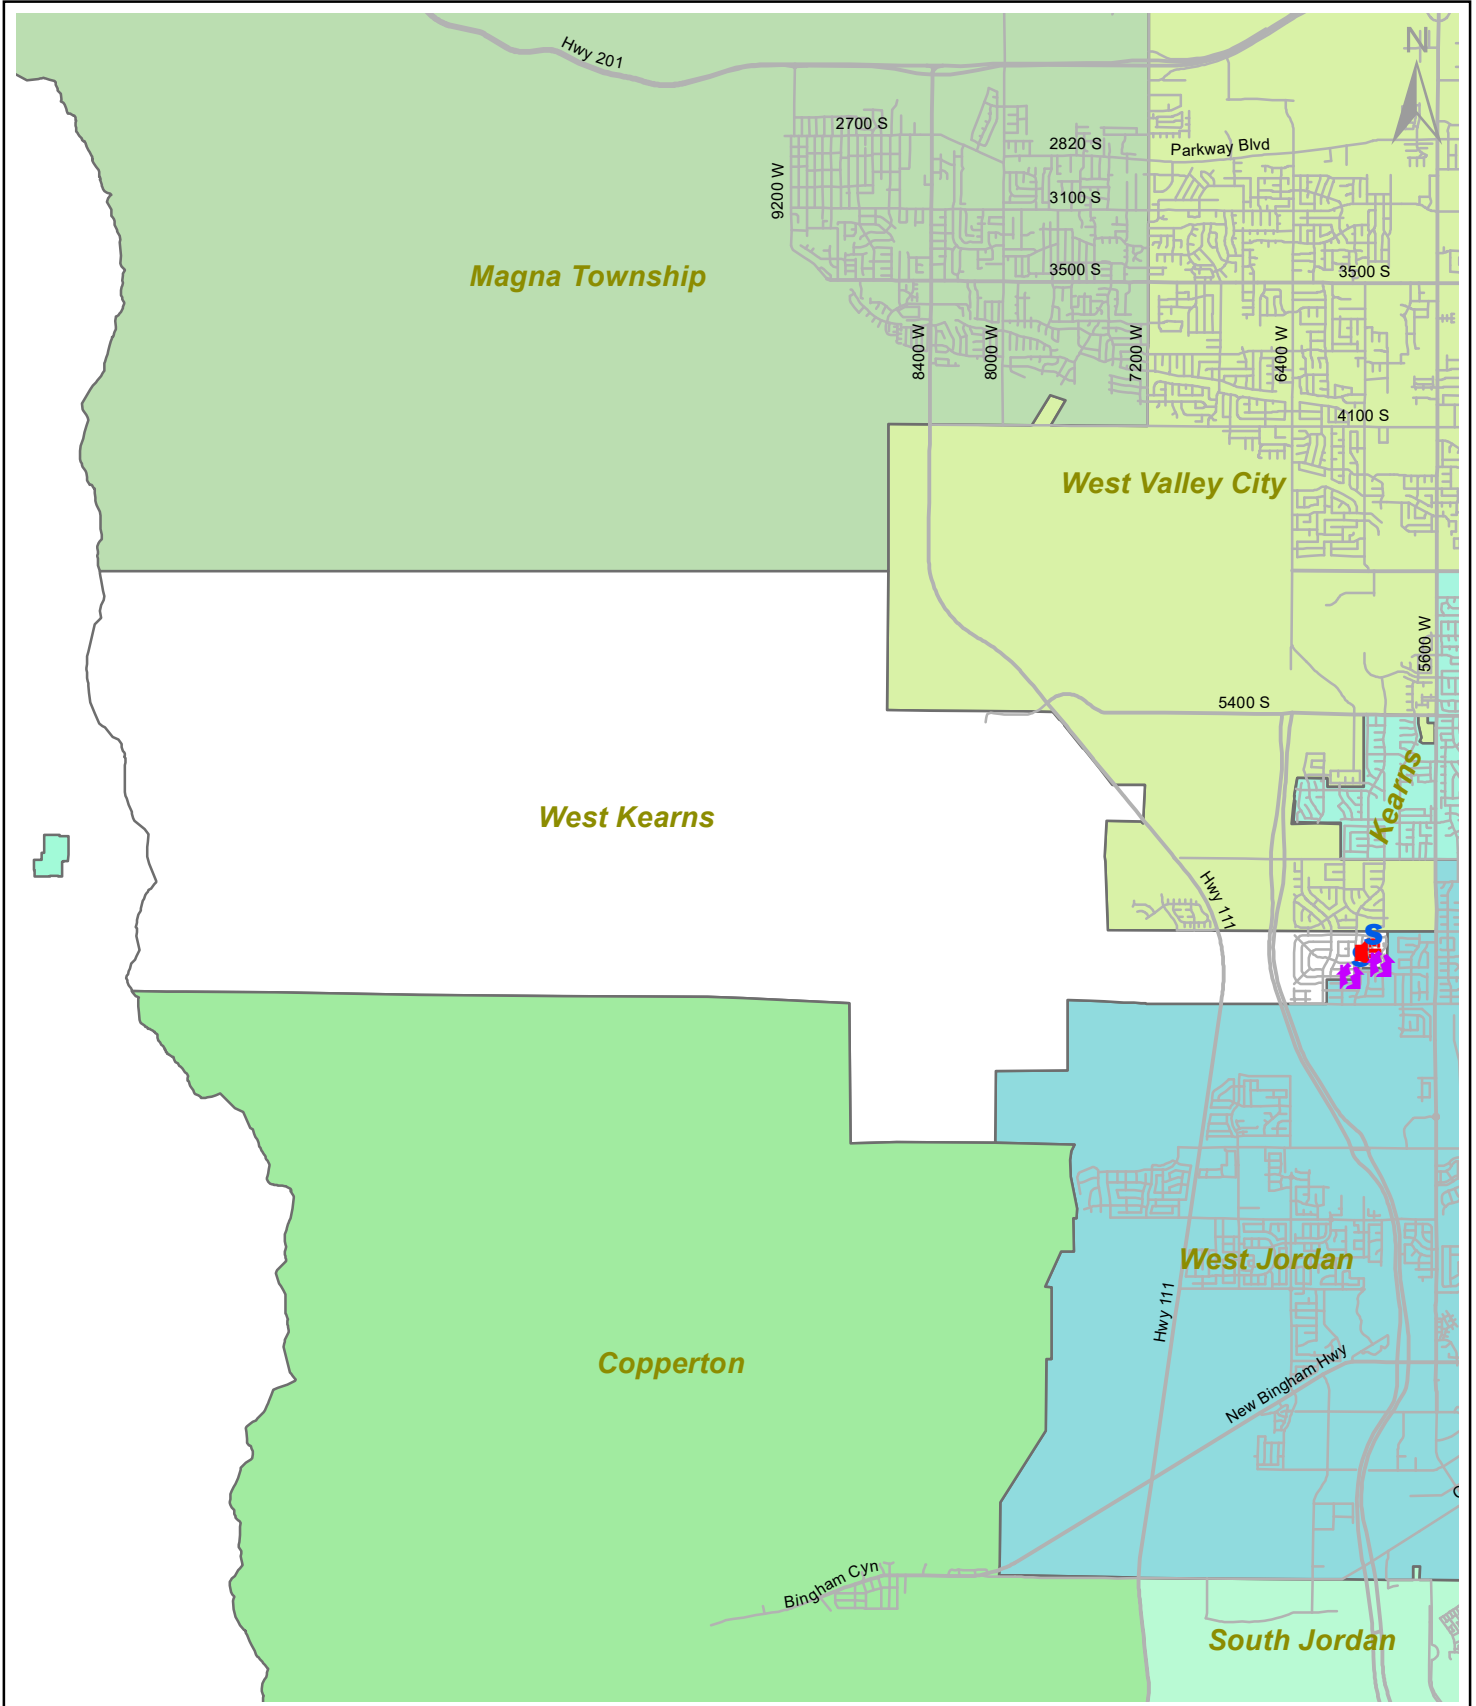 Hwy 201
N
2700 S
2820 S
Parkway Blvd
9200 W
3100 S
Magna Township
3500 S
3500 S
8400 W
8000 W
7200 W
6400 W
4100 S
West Valley City
5600 W
5400 S
Kearns
West Kearns
Hwy 111
S
West Jordan
Hwy 111
Copperton
New Bingham Hwy
Bingham Cyn
South Jordan